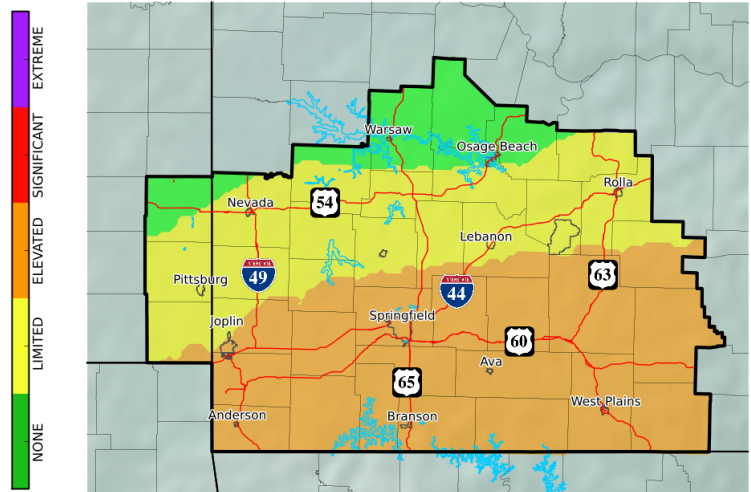 EXTREME
SIGNIFICANT
ELEVATED
LIMITED
NONE
Warsaw
Osage Beach
Rolla
Nevada
54
Lebanon
Pittsburg
49
44
63
Joplin
Springfield
60
Ava
65
West Plains
Anderson
Branson